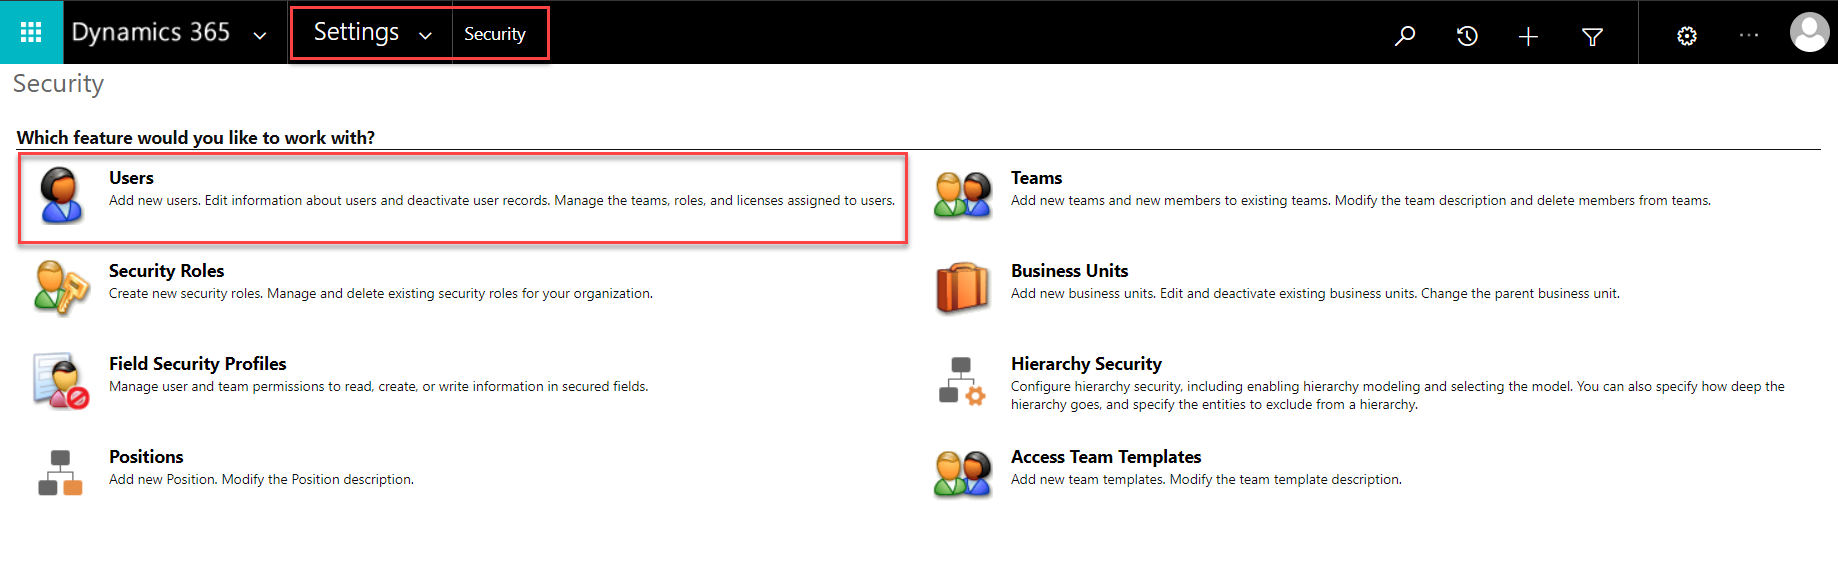 Dynamics 365
Settings
Security
Security
Which feature would you like to work with?
Users
Add new users. Edit information about users and deactivate user records. Manage the teams, roles, and licenses assigned to users.
Teams
Add new teams and new members to existing teams. Modify the team description and delete members from teams.
Security Roles
Create new security roles. Manage and delete existing security roles for your organization.
Business Units
Add new business units. Edit and deactivate existing business units. Change the parent business unit.
Field Security Profiles
Manage user and team permissions to read, create, or write information in secured fields.
Hierarchy Security
Configure hierarchy security, including enabling hierarchy modeling and selecting the model. You can also specify how deep the
hierarchy goes, and specify the entities to exclude from a hierarchy.
Positions
Add new Position. Modify the Position description.
Access Team Templates
Add new team templates. Modify the team template description.